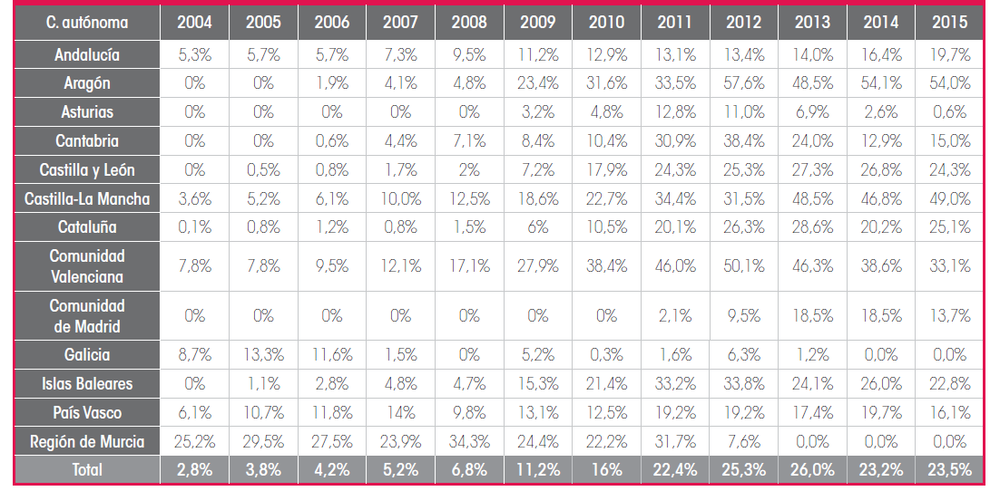 C. autónoma 2004 2005 2006 2007 2008 2009 2010 2011 2012 2013 2014 2015
Andalucía 5,3% 5,7% 5,7% 7,3% 9,5% 11,2% 12,9% 13,1% 13,4% 14,0% 16,4% 19,7%
Aragón 0% 0% 1,9% 4,1% 4,8% 23,4% 31,6% 33,5% 57,6% 48,5% 54,1% 54,0%
Asturias 0% 0% 0% 0% 0% 3,2% 4,8% 12,8% 11,0% 6,9% 2,6% 0,6%
Cantabria 0% 0% 0,6% 4,4% 7,1% 8,4% 10,4% 30,9% 38,4% 24,0% 12,9% 15,0%
Castilla y León 0% 0,5% 0,8% 1,7% 2% 7,2% 17,9% 24,3% 25,3% 27,3% 26,8% 24,3%
Castilla-La Mancha 3,6% 5,2% 6,1% 10,0% 12,5% 18,6% 22,7% 34,4% 31,5% 48,5% 46,8% 49,0%
Cataluña 0,1% 0,8% 1,2% 0,8% 1,5% 6% 10,5% 20,1% 26,3% 28,6% 20,2% 25,1%
Comunidad
Valenciana 7,8% 7,8% 9,5% 12,1% 17,1% 27,9% 38,4% 46,0% 50,1% 46,3% 38,6% 33,1%
Comunidad
de Madrid 0% 0% 0% 0% 0% 0% 0% 2,1% 9,5% 18,5% 18,5% 13,7%
Galicia 8,7% 13,3% 11,6% 1,5% 0% 5,2% 0,3% 1,6% 6,3% 1,2% 0,0% 0,0%
Islas Baleares 0% 1,1% 2,8% 4,8% 4,7% 15,3% 21,4% 33,2% 33,8% 24,1% 26,0% 22,8%
País Vasco 6,1% 10,7% 11,8% 14% 9,8% 13,1% 12,5% 19,2% 19,2% 17,4% 19,7% 16,1%
Región de Murcia 25,2% 29,5% 27,5% 23,9% 34,3% 24,4% 22,2% 31,7% 7,6% 0,0% 0,0% 0,0%
Total 2,8% 3,8% 4,2% 5,2% 6,8% 11,2% 16% 22,4% 25,3% 26,0% 23,2% 23,5%